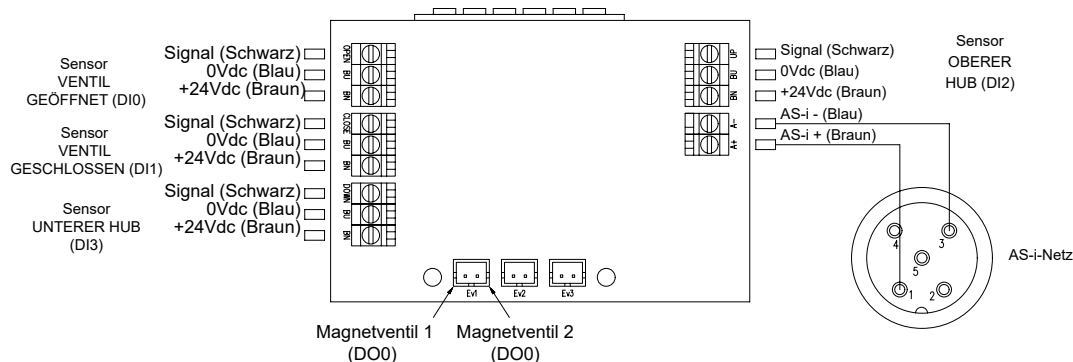 Sensor
VENTIL
GEÖFFNET (DI0)
Signal (Schwarz)
0Vdc (Blau)
+24Vdc (Braun)
OPEN
BU
BN
Sensor
VENTIL
GESCHLOSSEN (DI1)
Signal (Schwarz)
0Vdc (Blau)
+24Vdc (Braun)
CLOSE
BU
BN
Sensor
UNTERER HUB
(DI3)
Signal (Schwarz)
0Vdc (Blau)
+24Vdc (Braun)
DOWN
BU
BN
UP
BU
BN
A-
A+
Signal (Schwarz)
0Vdc (Blau)
+24Vdc (Braun)
AS-i - (Blau)
AS-i + (Braun)
Sensor
OBERER
HUB (DI2)
4
3
5
1
2
AS-i-Netz
Ev1
Ev2
Ev3
Magnetventil 1
(DO0)
Magnetventil 2
(DO0)